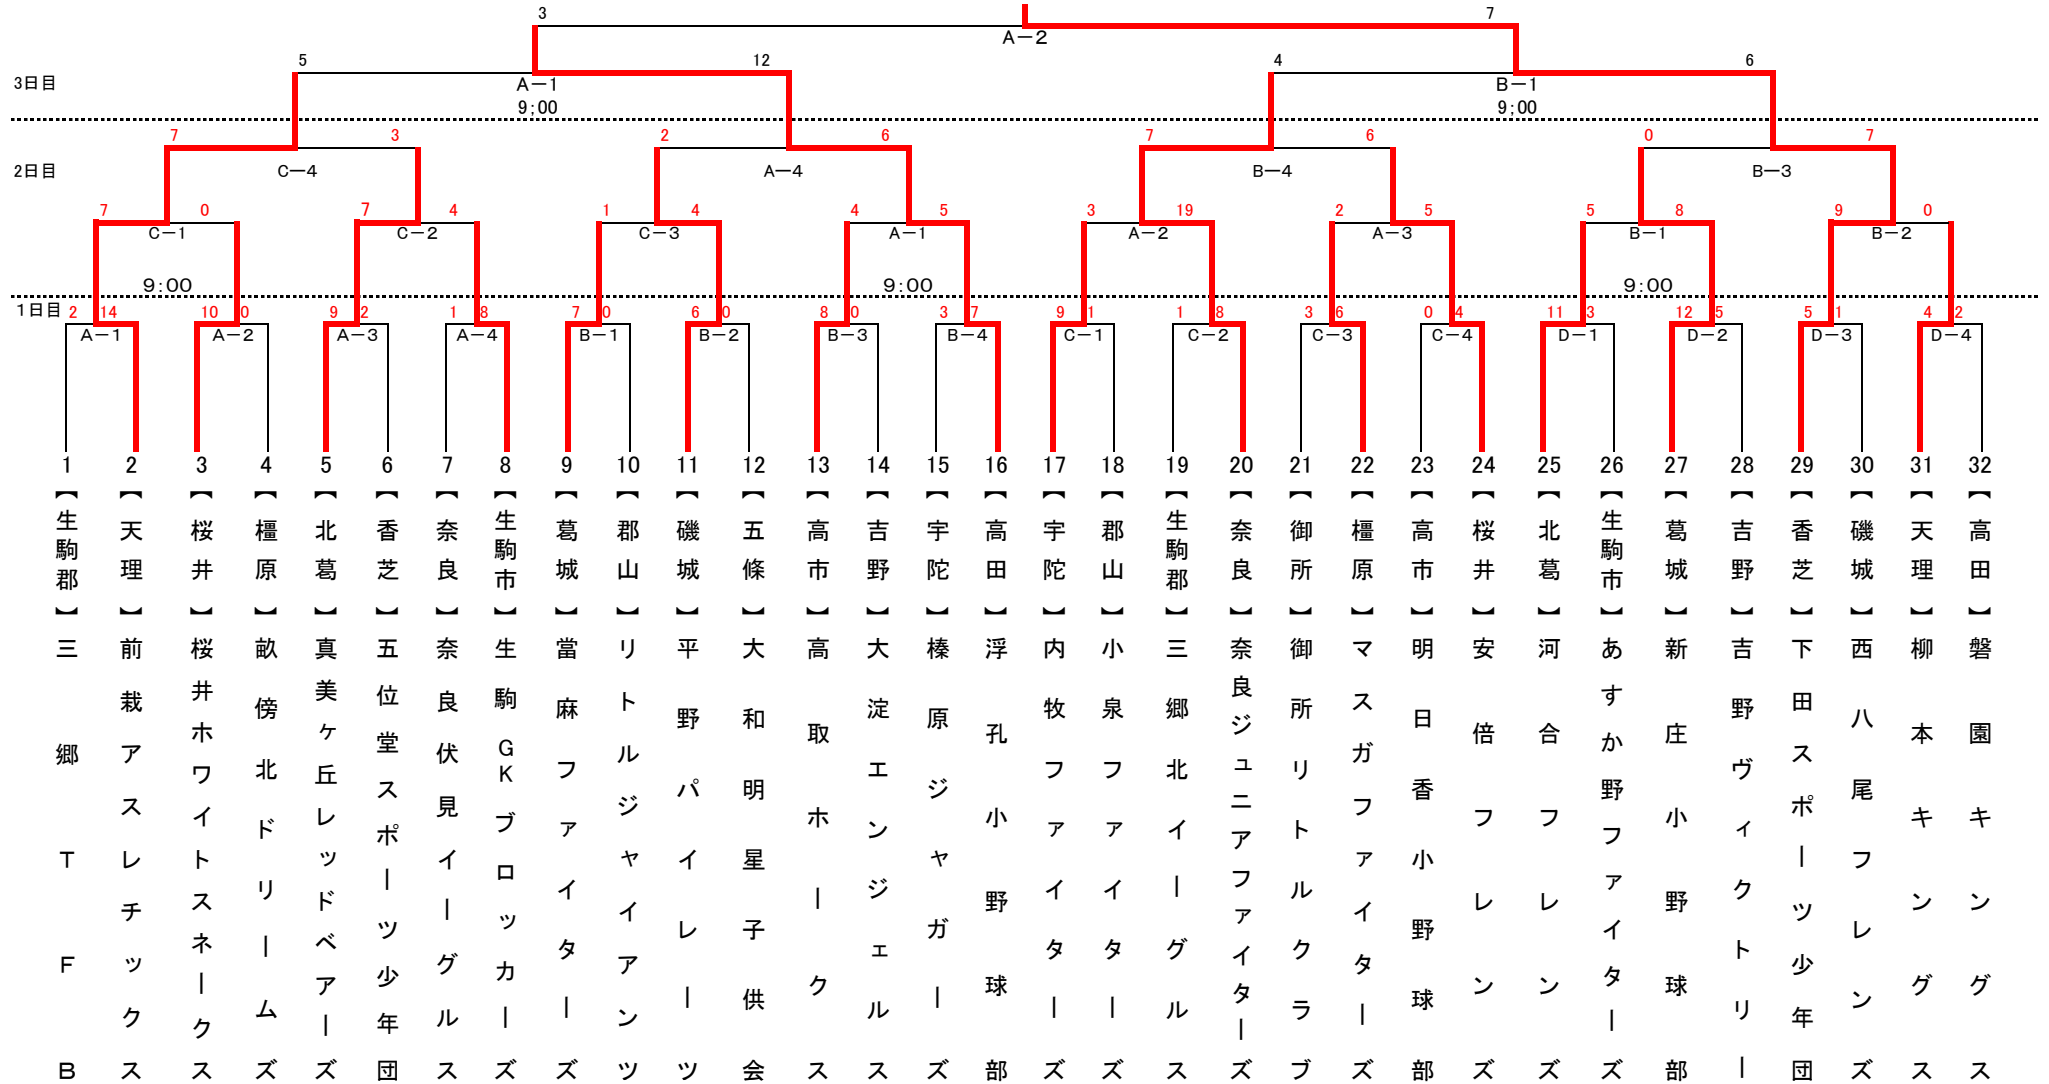 3 7
A－2
5 12 4 6
3日目
A－1 B－1
9;00 9;00
7 3 2 6 7 6 0 7
2日目
C－4 A－4 B－4 B－3
7 0 7 4 1 4 4 5 3 19 2 5 5 8 9 0
C－1 C－2 C－3 A－1 A－2 A－3 B－1 B－2
9:00 9:00 9:00
1日目
2 14 10 0 9 2 1 8 7 0 6 0 8 0 3 7 9 1 1 8 3 6 0 4 11 3 12 5 5 1 4 2
A－1 A－2 A－3 A－4 B－1 B－2 B－3 B－4 C－1 C－2 C－3 C－4 D－1 D－2 D－3 D－4
1 2 3 4 5 6 7 8 9 10 11 12 13 14 15 16 17 18 19 20 21 22 23 24 25 26 27 28 29 30 31 32
【生駒郡】三郷TFB
【天理】前栽アスレチックス
【桜井】桜井ホワイトスネークス
【橿原】畝傍北ドリームズ
【北葛】真美ヶ丘レッドベアーズ
【香芝】五位堂スポーツ少年団
【奈良】奈良伏見イーグルス
【生駒市】生駒GKブロッカーズ
【葛城】當麻ファイターズ
【郡山】リトルジャイアンツ
【磯城】平野パイレーツ
【五條】大和明星子供会
【高市】高取ホークス
【吉野】大淀エンジェルス
【宇陀】榛原ジャガーズ
【高田】浮孔小野球部
【宇陀】内牧ファイターズ
【郡山】小泉ファイターズ
【生駒郡】三郷北イーグルス
【奈良】奈良ジュニアファイターズ
【御所】御所リトルクラブ
【橿原】マスガファイターズ
【高市】明日香小野球部
【桜井】安倍フレンズ
【北葛】河合フレンズ
【生駒市】あすか野ファイターズ
【葛城】新庄小野球部
【吉野】吉野ヴィクトリー
【香芝】下田スポーツ少年団
【磯城】西八尾フレンズ
【天理】柳本キングス
【高田】磐園キングス